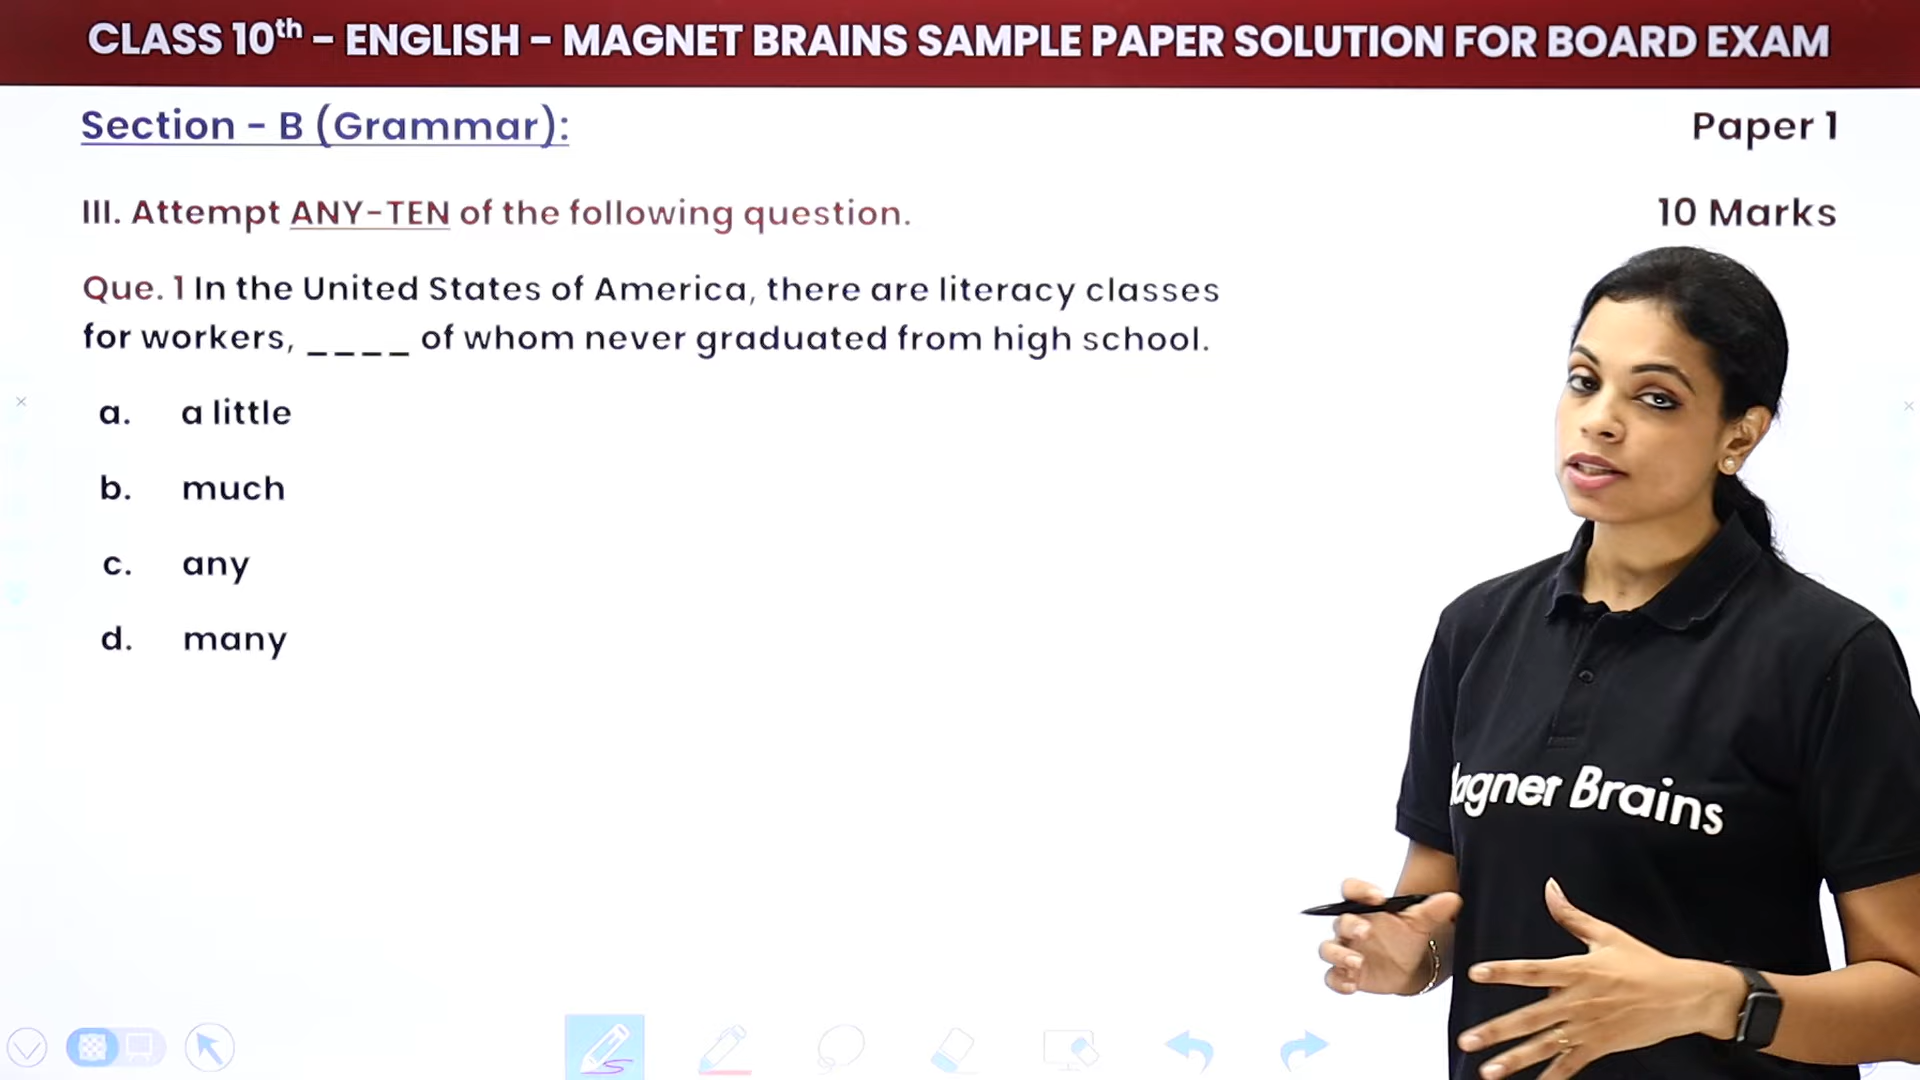 CLASS 10th - ENGLISH - MAGNET BRAINS SAMPLE PAPER SOLUTION FOR BOARD EXAM
Section - B (Grammar):
Paper 1
III. Attempt ANY-TEN of the following question.
10 Marks
Que. 1 In the United States of America, there are literacy classes
for workers, ____ of whom never graduated from high school.
a. a little
b. much
c. any
d. many
agnet Brains